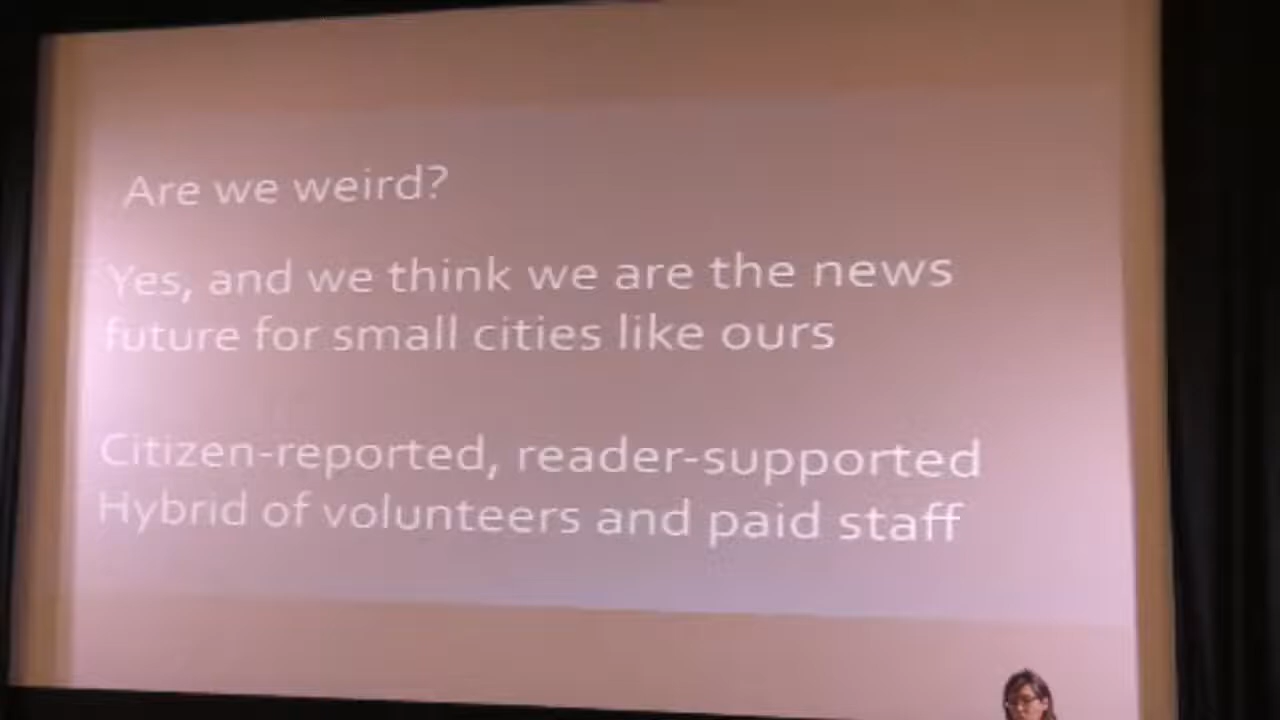 Are we weird?
Yes, and we think we are the news
future for small cities like ours
Citizen-reported, reader-supported
Hybrid of volunteers and paid staff